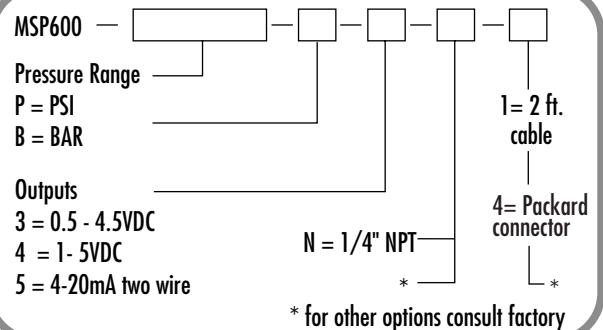 MSP600 — — — — —
Pressure Range
P = PSI
B = BAR
1= 2 ft.
cable
Outputs
3 = 0.5 - 4.5VDC
4 = 1- 5VDC
5 = 4-20mA two wire
N = 1/4" NPT
*
4= Packard
connector
*
* for other options consult factory